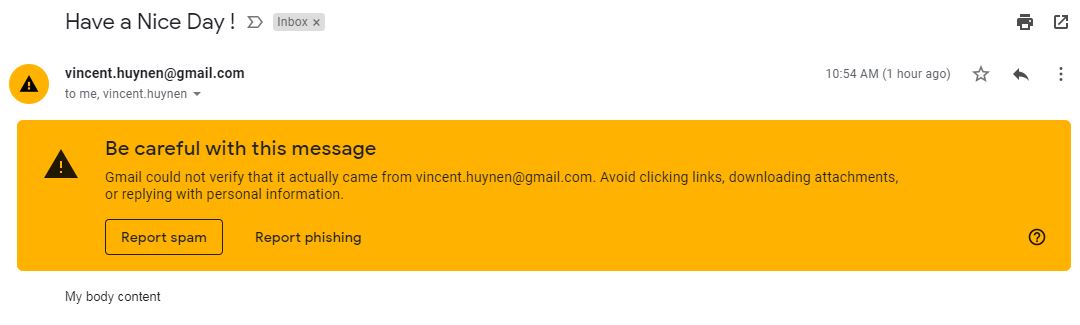 Have a Nice Day !
Inbox ×
vincent.huynen@gmail.com
10:54 AM (1 hour ago)
to me, vincent.huynen
Be careful with this message
Gmail could not verify that it actually came from vincent.huynen@gmail.com. Avoid clicking links, downloading attachments,
or replying with personal information.
Report spam
Report phishing
My body content